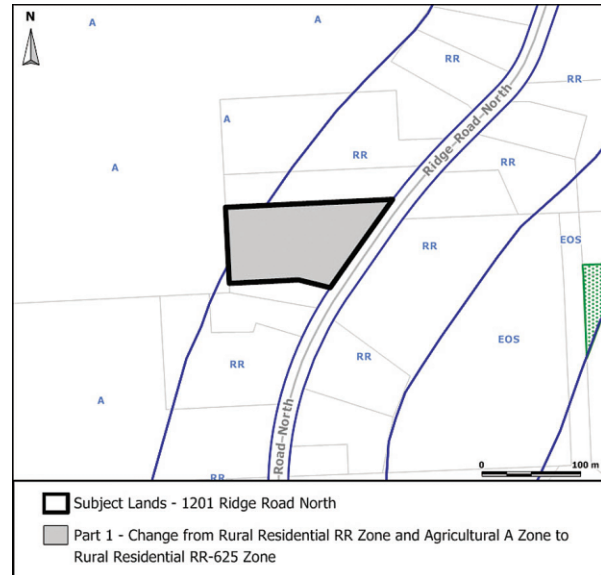 N
A
A
RR
RR
A
Ridge-Road-North
A
RR
RR
RR
EOS
EOS
RR
RR
A
Road-North
RR
0
100 m
Subject Lands - 1201 Ridge Road North
Part 1 - Change from Rural Residential RR Zone and Agricultural A Zone to
Rural Residential RR-625 Zone